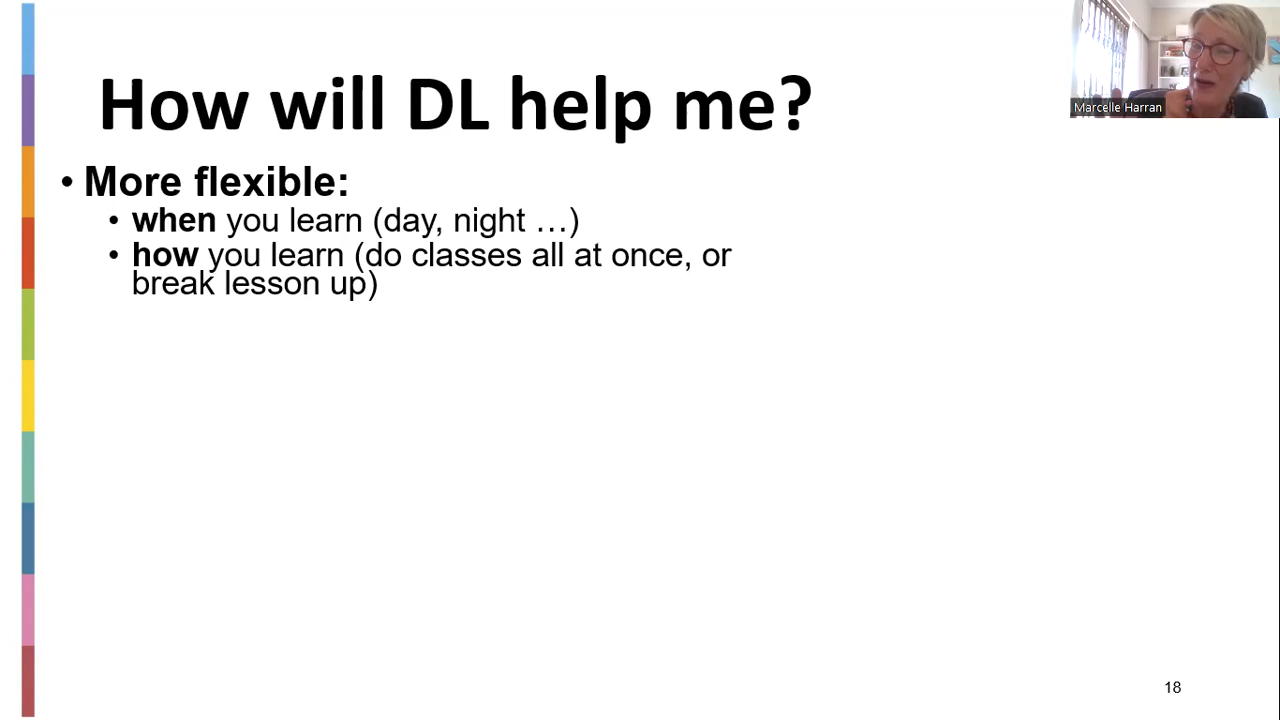 How will DL help me?
• More flexible:
• when you learn (day, night …)
• how you learn (do classes all at once, or
break lesson up)
Marcelle Harran
18